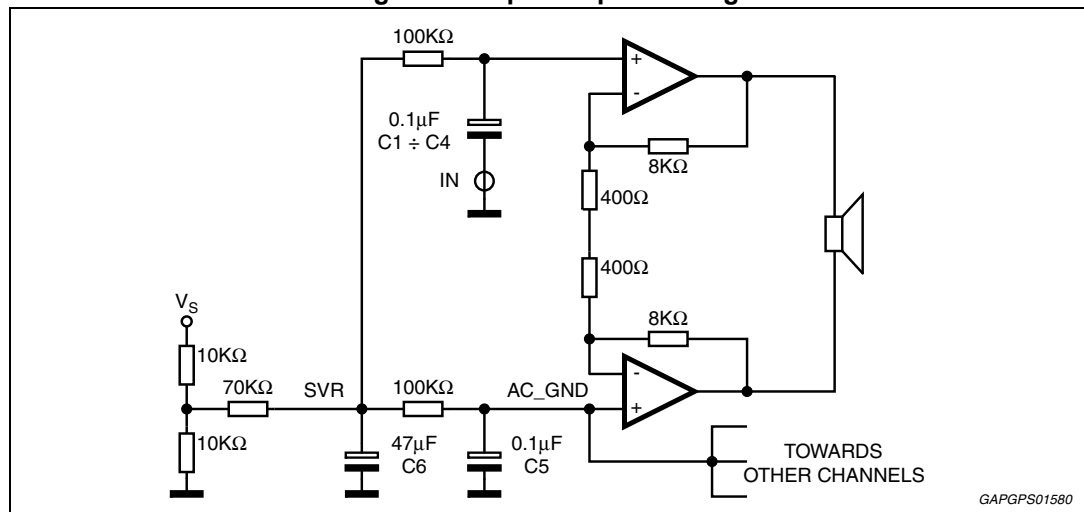 100KΩ
+
-
0.1μF
C1 ÷ C4
8KΩ
IN
400Ω
400Ω
VS
8KΩ
10KΩ
70KΩ
SVR
100KΩ
AC_GND
-
+
10KΩ
47μF
C6
0.1μF
C5
TOWARDS
OTHER CHANNELS
GAPGPS01580